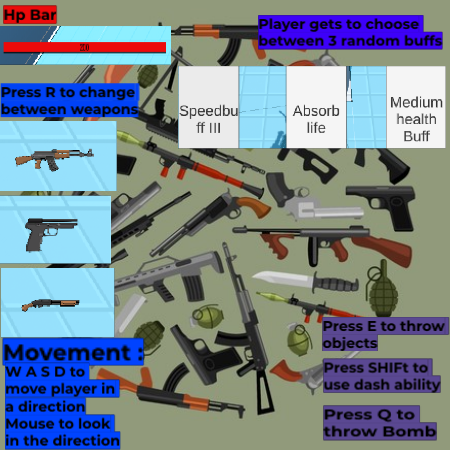 Hp Bar
20
Player gets to choose
between 3 random buffs
Press R to change
between weapons
Speedbu
ff III
Absorb
life
Medium
health
Buff
Movement :
W A S D to
move player in
a direction
Mouse to look
in the direction
Press E to throw
objects
Press SHIFt to
use dash ability
Press Q to
throw Bomb